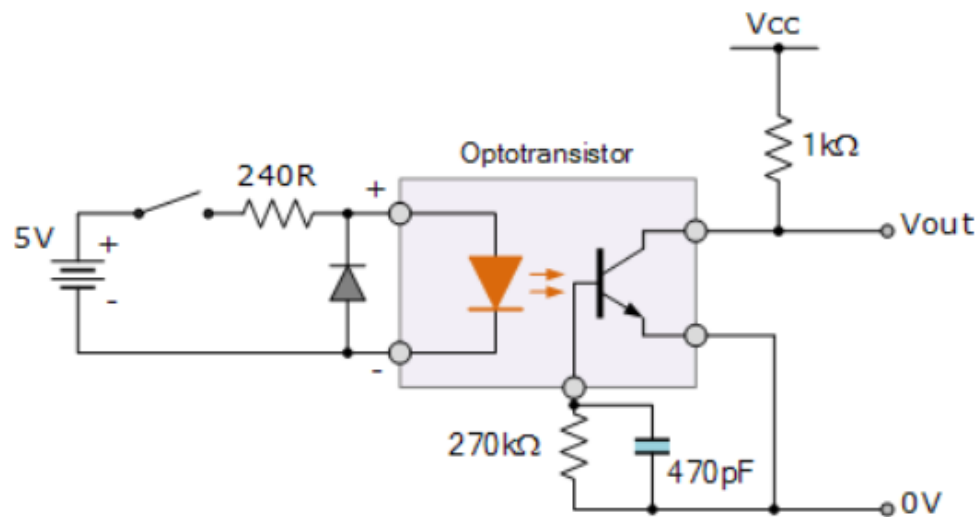 Vcc
1kΩ
Optotransistor
240R
+
Vout
5V
+
-
-
270kΩ
470pF
0V